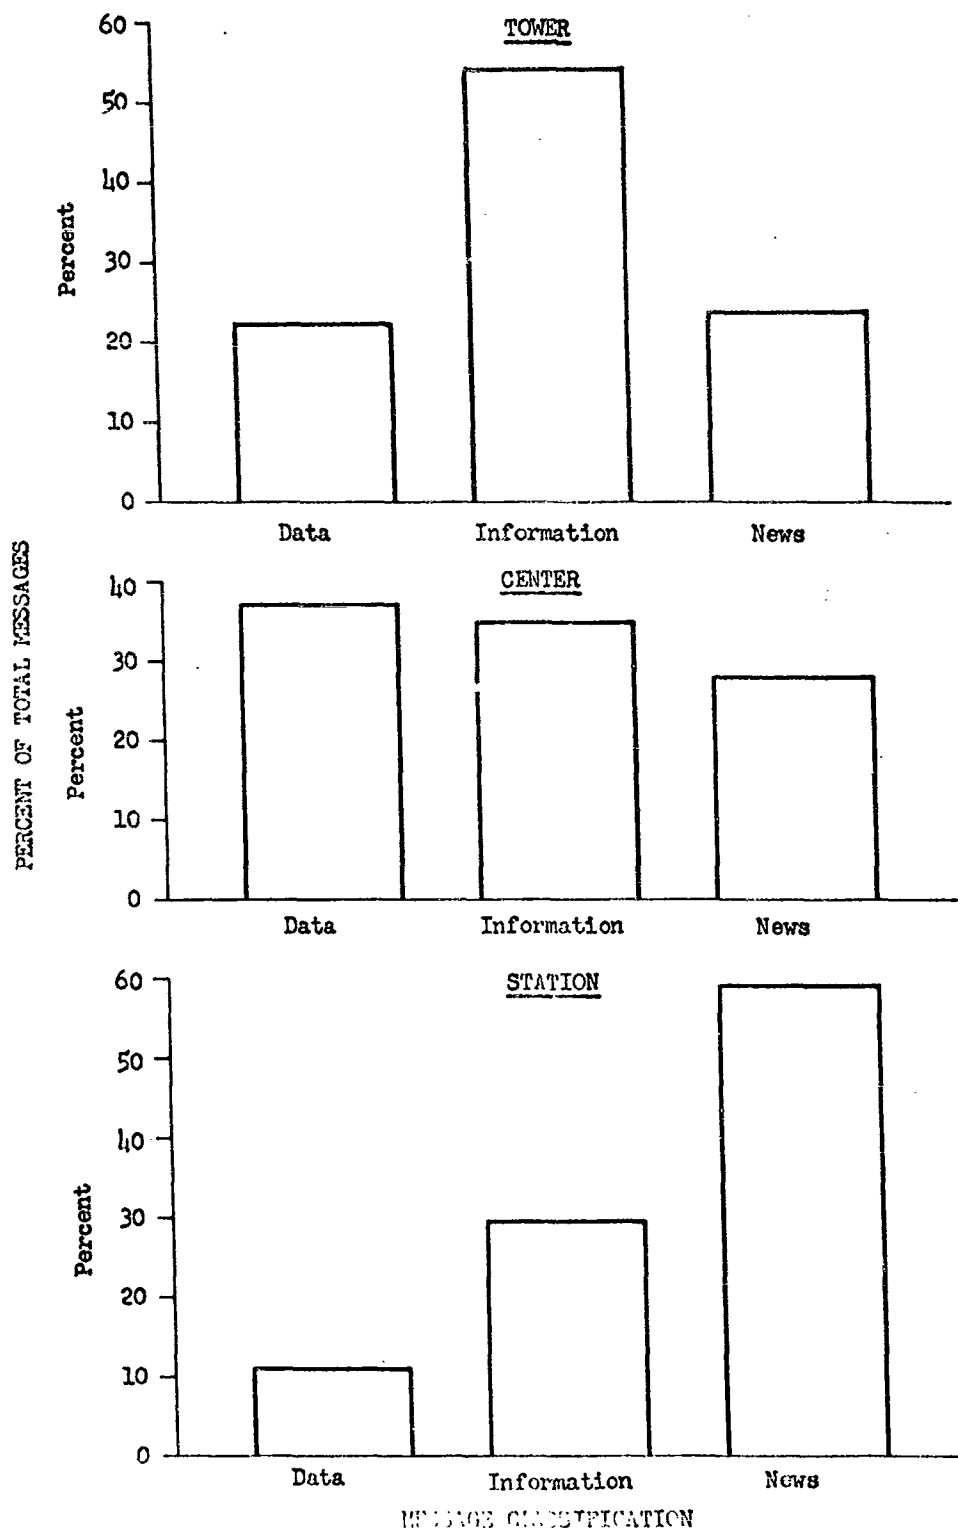 PERCENT OF TOTAL MESSAGES
TOWER
Percent
60
50
40
30
20
10
0
Data Information News
CENTER
Percent
40
30
20
10
0
Data Information News
STATION
Percent
60
50
40
30
20
10
0
Data Information News
MESSAGE CLASSIFICATION